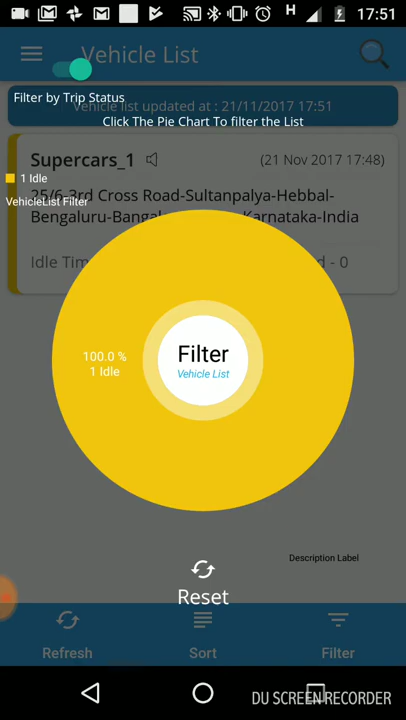 H 17:51
Vehicle List
Filter by Trip Status
Vehicle list updated at : 21/11/2017 17:51
Click The Pie Chart To filter the List
Supercars_1 (21 Nov 2017 17:48)
1 Idle
25/6-3rd Cross Road-Sultanpalya-Hebbal-
VehicleList Filter
Bengaluru-Bangal Karnataka-India
Idle Tim d - 0
100.0 %
1 Idle
Filter
Vehicle List
Description Label
Reset
Refresh Sort Filter
DU SCREEN RECORDER